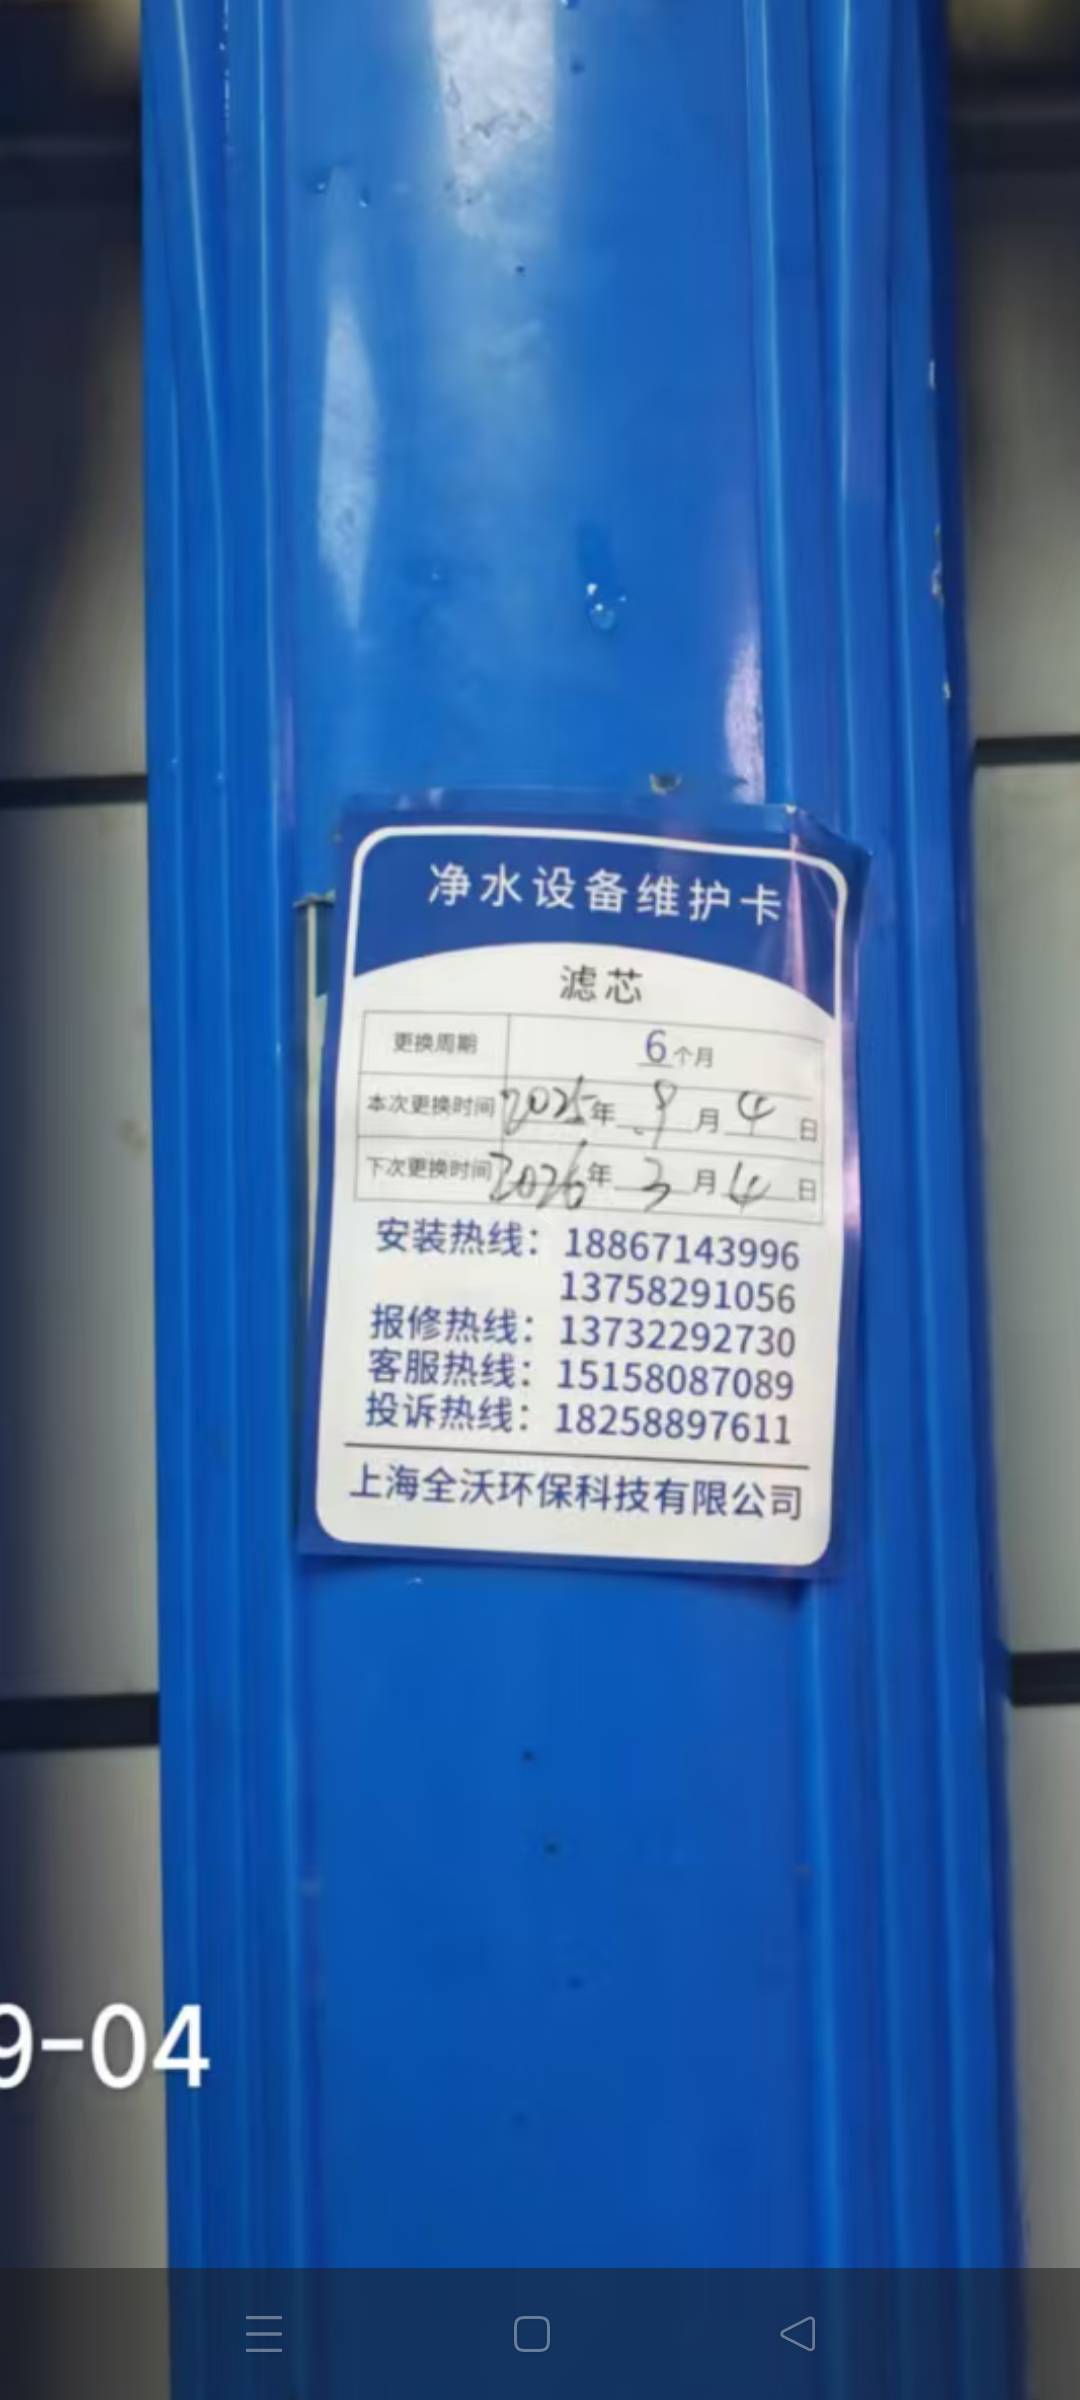 净水设备维护卡
滤芯
更换周期 6个月
本次更换时间 2025年 9月 4日
下次更换时间 2026年 3月 4日
安装热线：18867143996
13758291056
报修热线：13732292730
客服热线：15158087089
投诉热线：18258897611
上海全沃环保科技有限公司
9-04